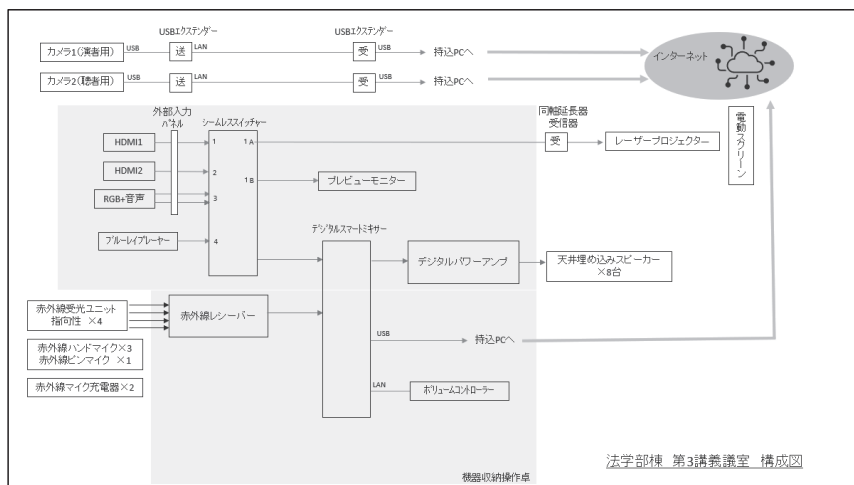 USBエクステンダー
USBエクステンダー
カメラ1(演者用)
USB
送
LAN
受
USB
持込PCへ
カメラ2(聴者用)
USB
送
LAN
受
USB
持込PCへ
インターネット
外部入力
パネル
シームレススイッチャー
同軸延長器
受信器
電動スクリーン
HDMI1
1
1 A
受
レーザープロジェクター
HDMI2
2
1 B
プレビューモニター
RGB+音声
3
ブルーレイプレーヤー
4
デジタルスマートミキサー
デジタルパワーアンプ
天井埋め込みスピーカー
×8台
赤外線受光ユニット
指向性 ×4
赤外線レシーバー
赤外線ハンドマイク×3
赤外線ピンマイク ×1
USB
持込PCへ
赤外線マイク充電器×2
LAN
ボリュームコントローラー
法学部棟 第3講義議室 構成図
機器収納操作卓